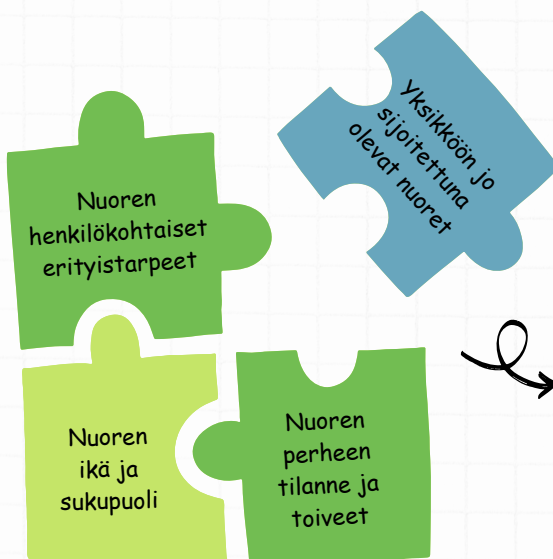 Yksikköön jo
sijoitettuna
olevat nuoret
Nuoren
henkilökohtaiset
erityistarpeet
Nuoren
ikä ja
sukupuoli
Nuoren
perheen
tilanne ja
toiveet